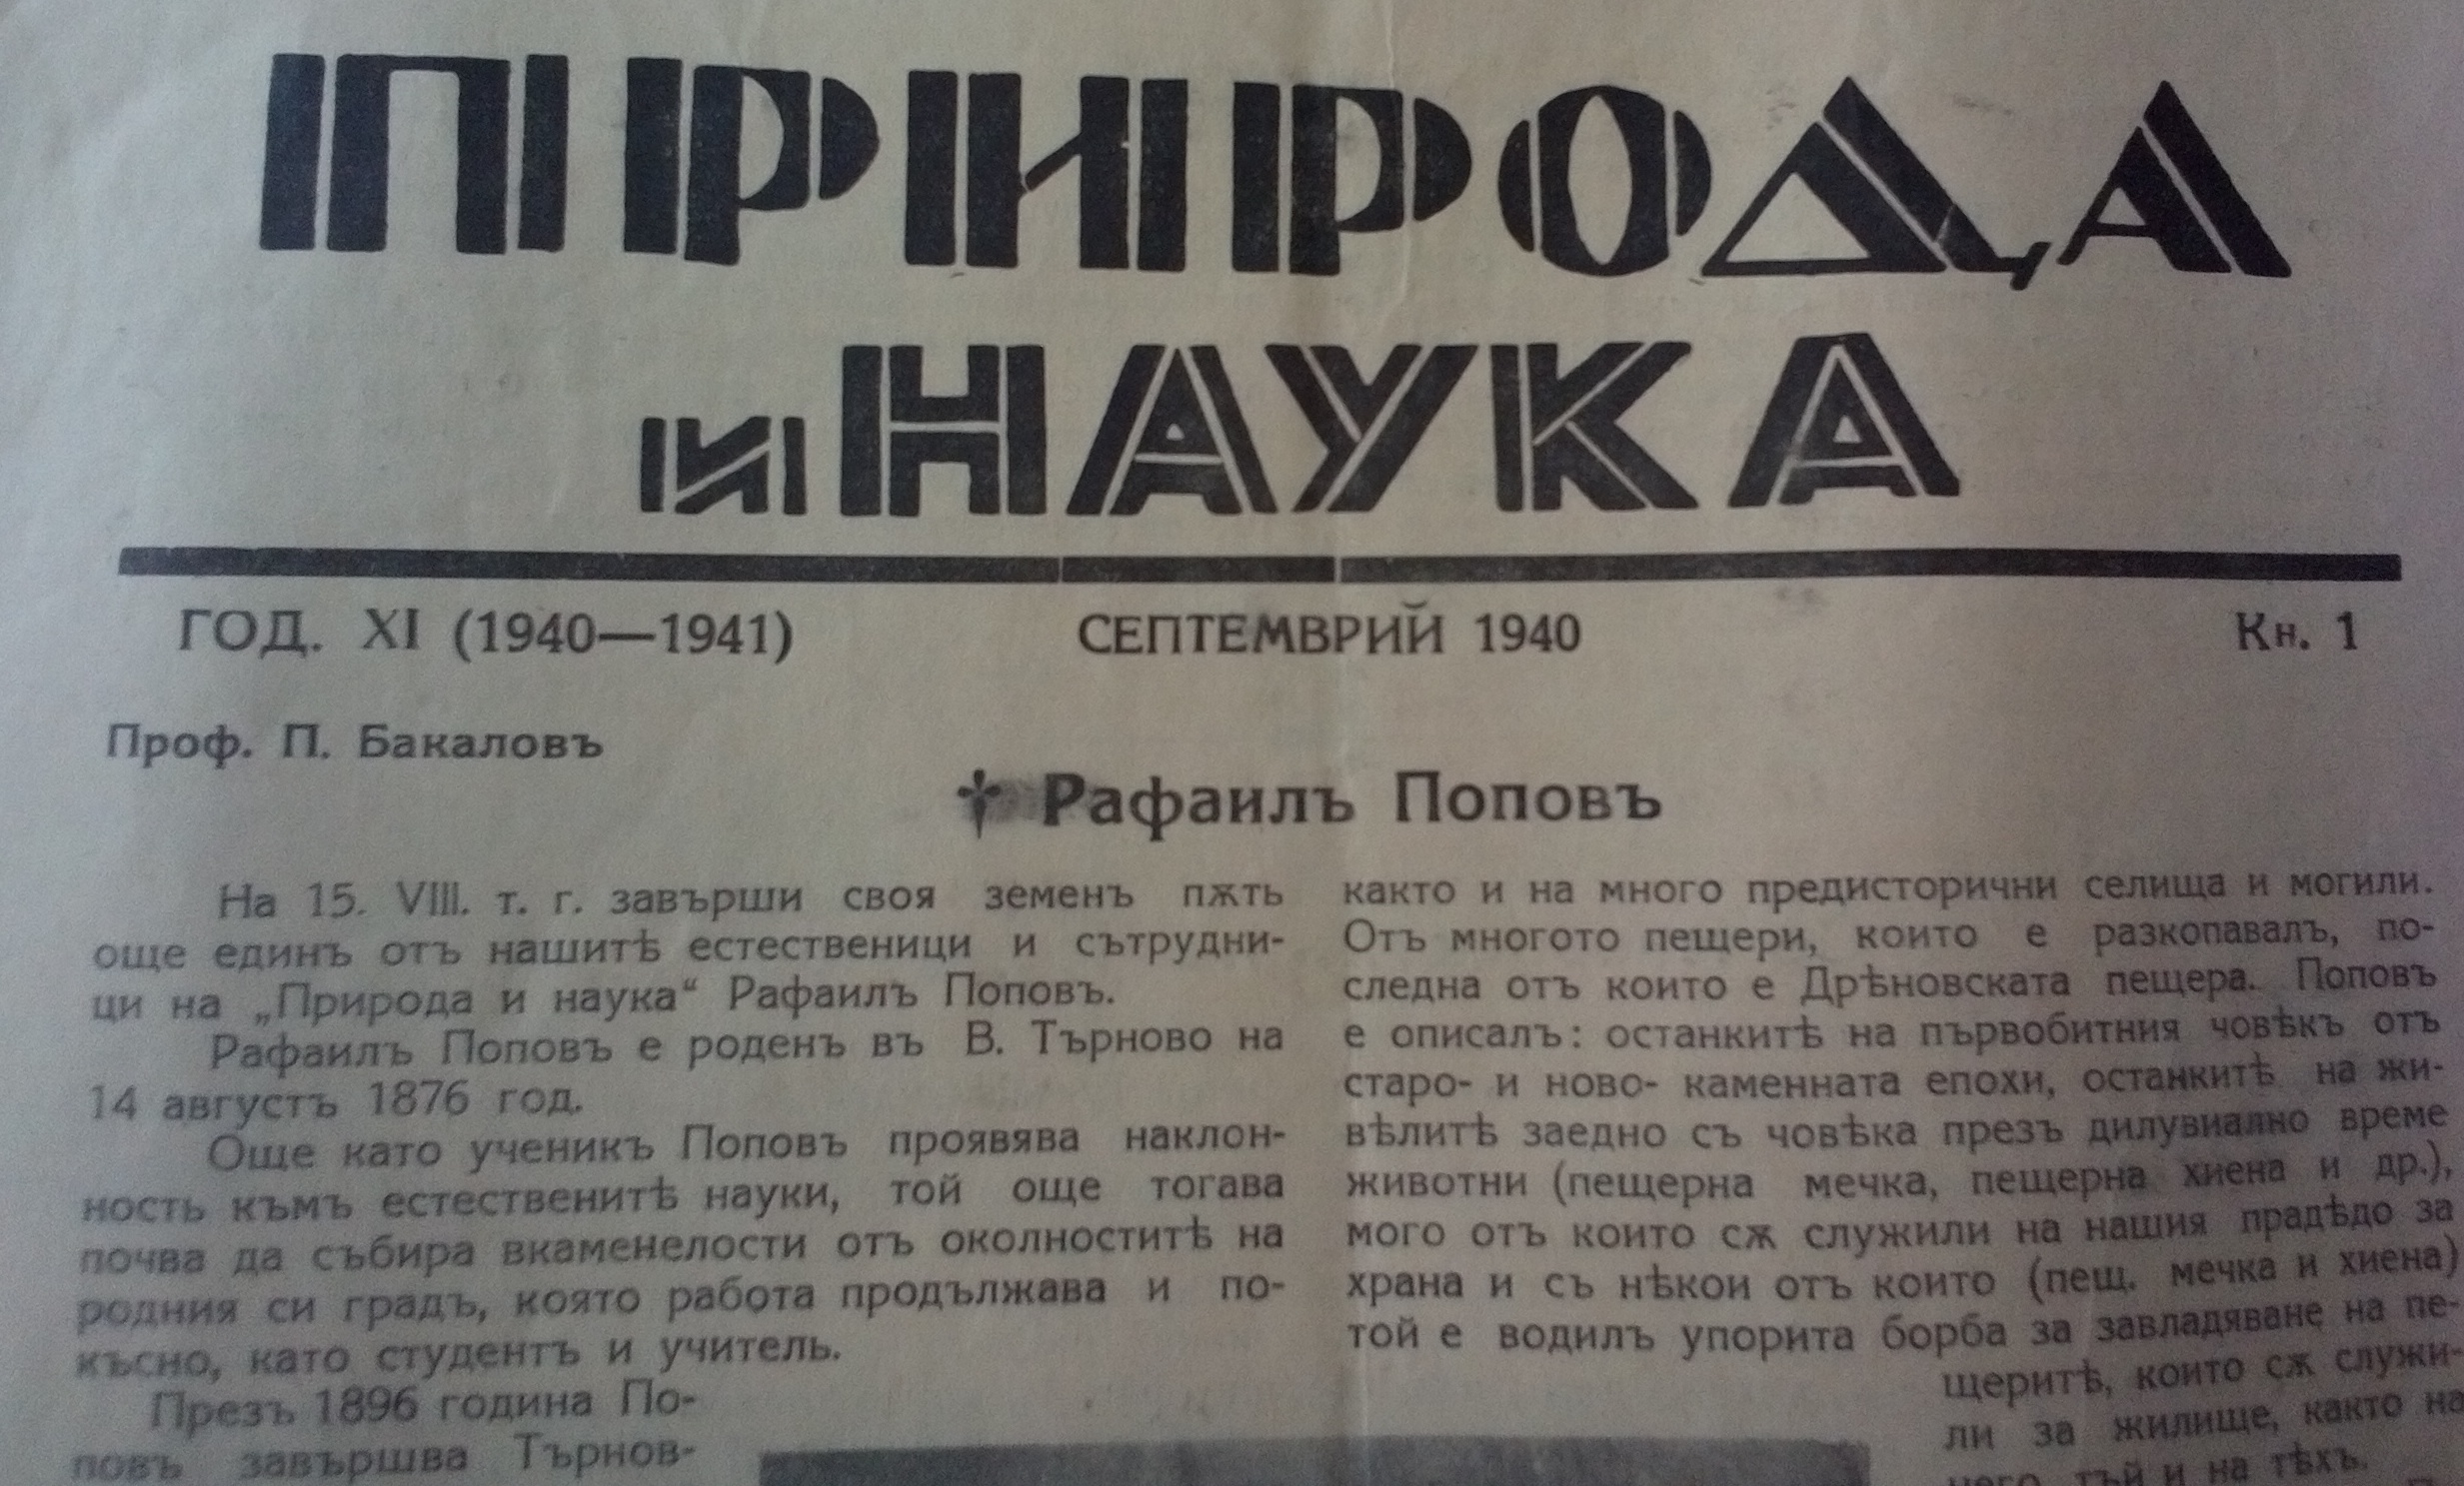 ПРИРОДА
И НАУКА
ГОД. XI (1940—1941) СЕПТЕМВРИЙ 1940 Кн. 1
Проф. П. Бакаловъ
† Рафаилъ Поповъ
На 15. VIII. т. г. завърши своя земенъ пѫть
още единъ отъ нашитѣ естественици и сътрудни-
ци на „Природа и наука“ Рафаилъ Поповъ.
Рафаилъ Поповъ е роденъ въ В. Търново на
14 августъ 1876 год.
Още като ученикъ Поповъ проявява наклон-
ность къмъ естественитѣ науки, той още тогава
почва да събира вкаменелости отъ околноститѣ на
родния си градъ, която работа продължава и по-
късно, като студентъ и учитель.
Презъ 1896 година По-
повъ завършва Търнов-
както и на много предисторични селища и могили.
Отъ многото пещери, които е разкопавалъ, по-
следна отъ които е Дрѣновската пещера. Поповъ
е описалъ: останкитѣ на първобитния човѣкъ отъ
старо- и ново- каменната епохи, останкитѣ на жи-
вѣлитѣ заедно съ човѣка презъ дилувиално време
животни (пещерна мечка, пещерна хиена и др.),
мого отъ които сѫ служили на нашия прадѣдо за
храна и съ нѣкои отъ които (пещ. мечка и хиена)
той е водилъ упорита борба за завладяване на пе-
щеритѣ, които сѫ служи-
ли за жилище, както на
него, тъй и на тѣхъ.